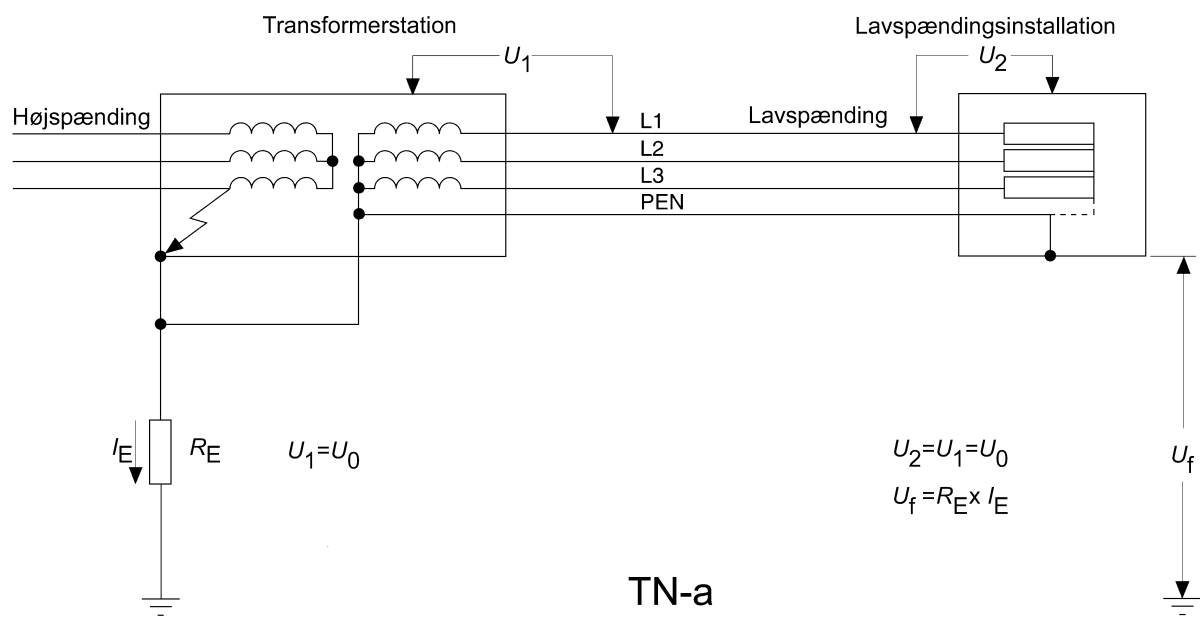 Transformerstation
Lavspændingsinstallation
U1
U2
Højspænding
L1
Lavspænding
L2
L3
PEN
IE
RE
U1=U0
U2=U1=U0
Uf
Uf=REx IE
TN-a